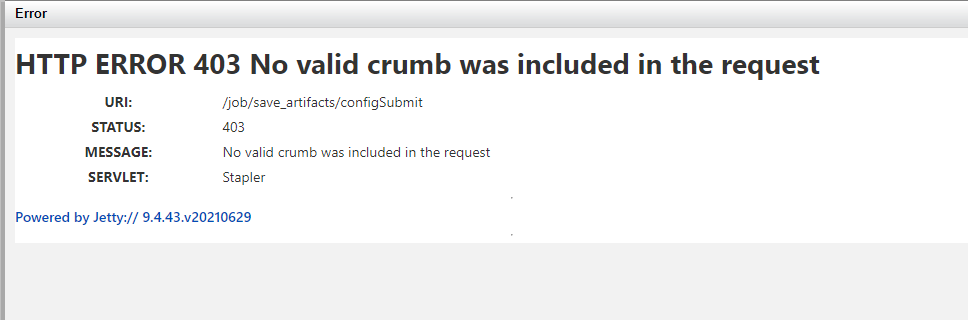 Error
HTTP ERROR 403 No valid crumb was included in the request
URI: /job/save_artifacts/configSubmit
STATUS: 403
MESSAGE: No valid crumb was included in the request
SERVLET: Stapler
Powered by Jetty:// 9.4.43.v20210629